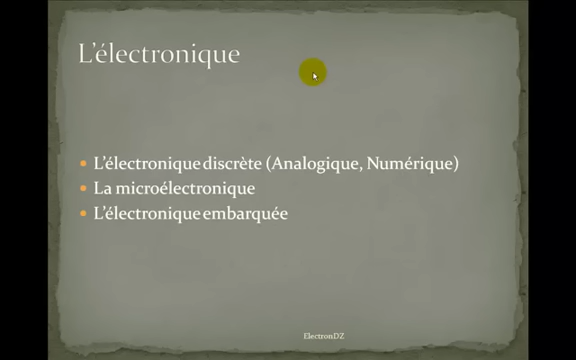 L'électronique
L'électronique discrète (Analogique, Numérique)
La microélectronique
L'électronique embarquée
ElectronDZ